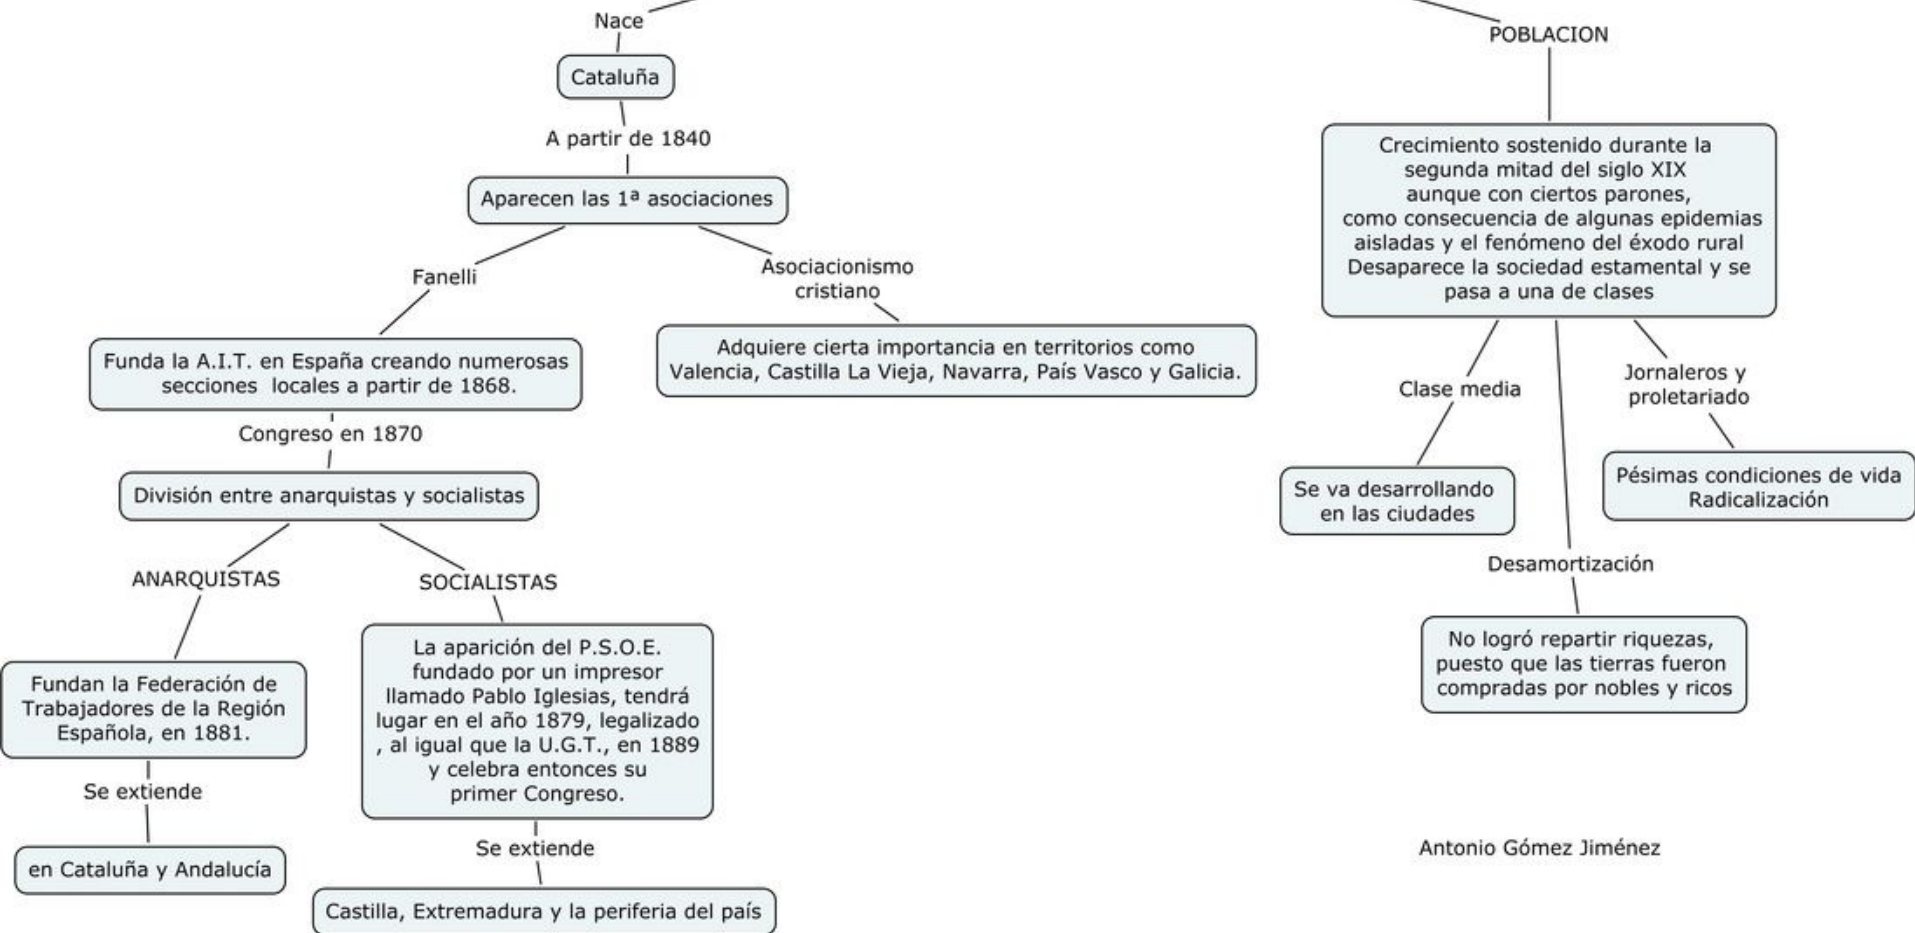 Nace
Cataluña
A partir de 1840
Aparecen las 1ª asociaciones
Fanelli
Funda la A.I.T. en España creando numerosas
secciones locales a partir de 1868.
Congreso en 1870
División entre anarquistas y socialistas
ANARQUISTAS
Fundan la Federación de
Trabajadores de la Región
Española, en 1881.
Se extiende
en Cataluña y Andalucía
SOCIALISTAS
La aparición del P.S.O.E.
fundado por un impresor
llamado Pablo Iglesias, tendrá
lugar en el año 1879, legalizado
, al igual que la U.G.T., en 1889
y celebra entonces su
primer Congreso.
Se extiende
Castilla, Extremadura y la periferia del país
Asociacionismo
cristiano
Adquiere cierta importancia en territorios como
Valencia, Castilla La Vieja, Navarra, País Vasco y Galicia.
POBLACION
Crecimiento sostenido durante la
segunda mitad del siglo XIX
aunque con ciertos parones,
como consecuencia de algunas epidemias
aisladas y el fenómeno del éxodo rural
Desaparece la sociedad estamental y se
pasa a una de clases
Clase media
Se va desarrollando
en las ciudades
Desamortización
No logró repartir riquezas,
puesto que las tierras fueron
compradas por nobles y ricos
Jornaleros y
proletariado
Pésimas condiciones de vida
Radicalización
Antonio Gómez Jiménez